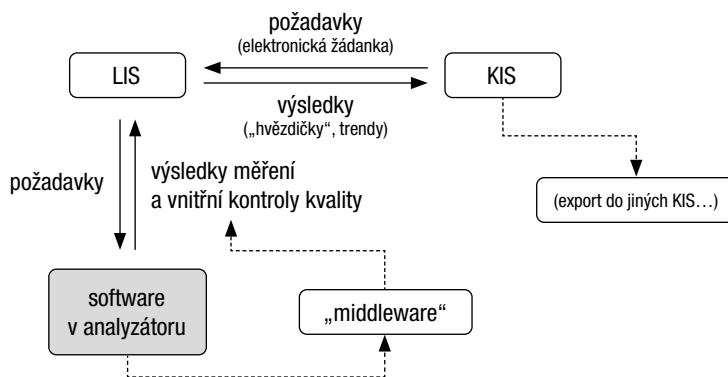 požadavky
(elektronická žádanka)
LIS
KIS
výsledky
(„hvězdičky“, trendy)
požadavky
výsledky měření
a vnitřní kontroly kvality
(export do jiných KIS…)
software
v analyzátoru
„middleware“